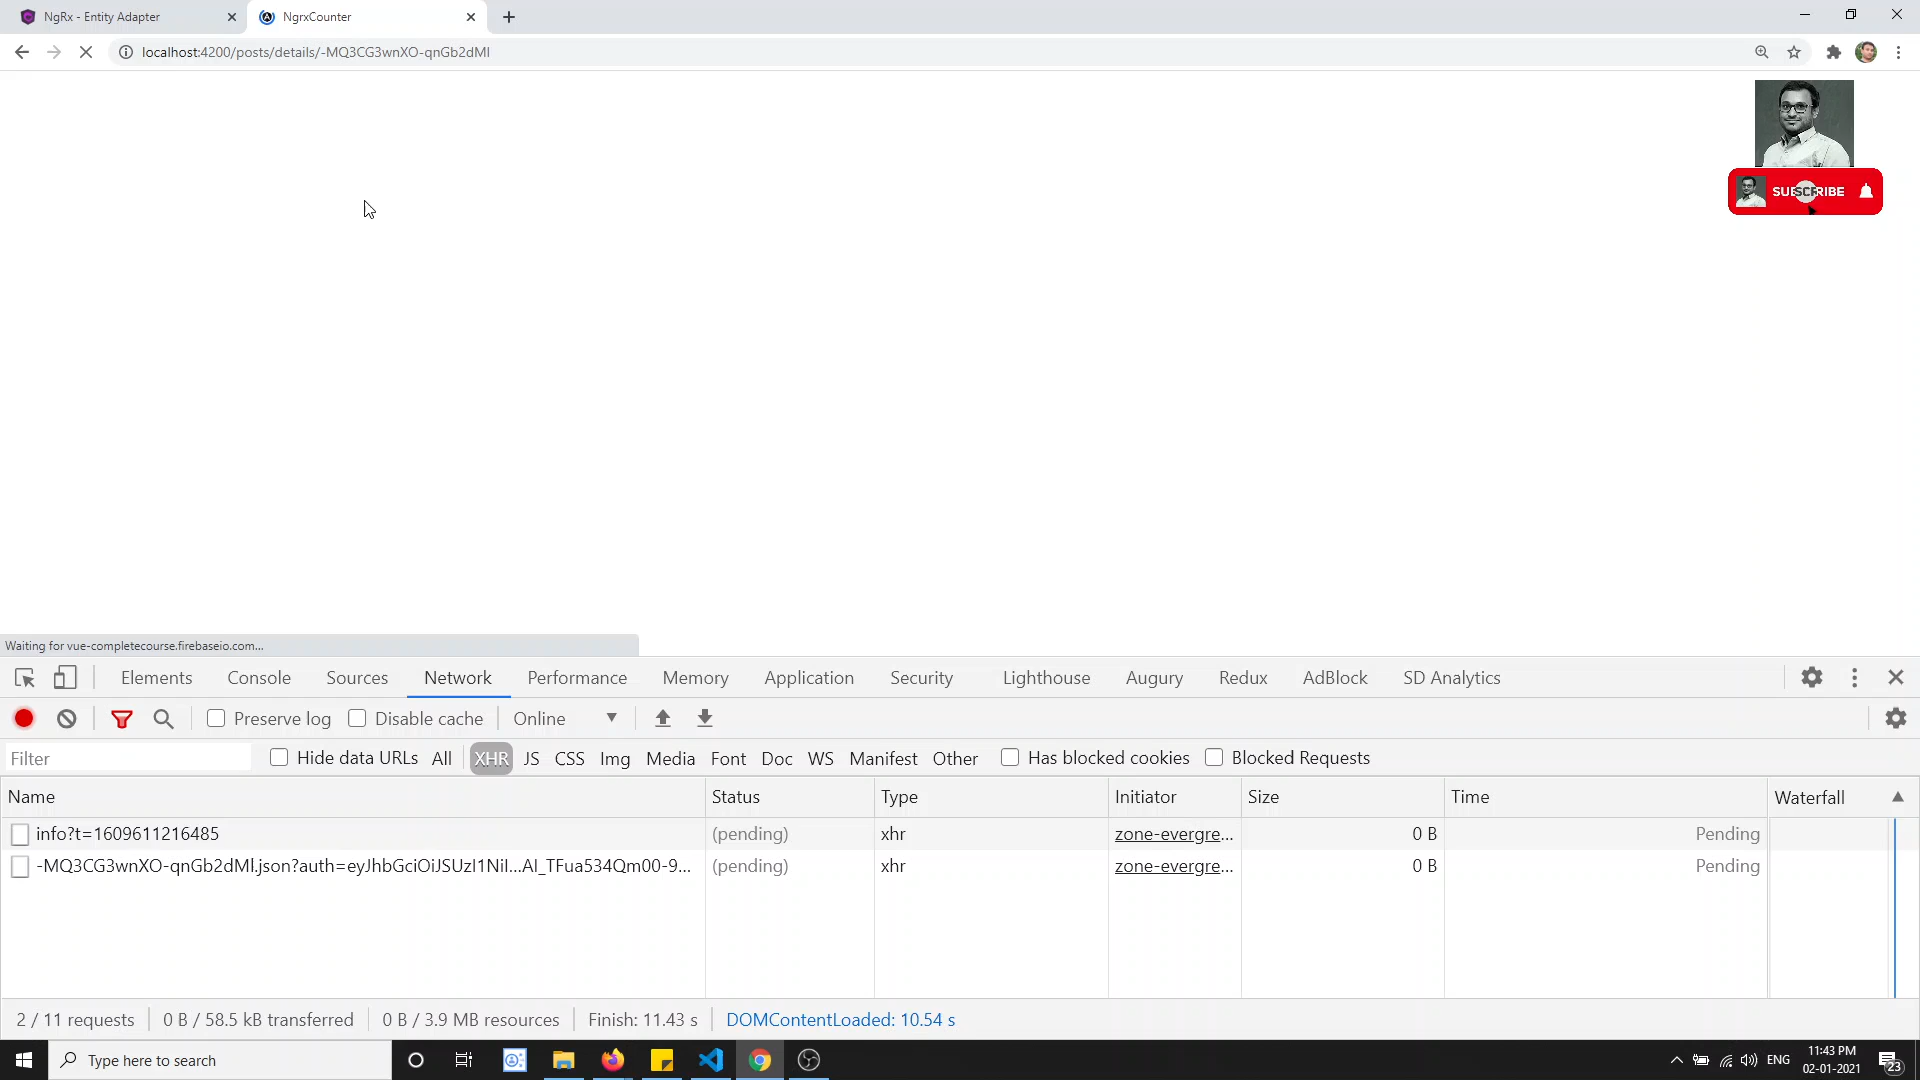 NgRx - Entity Adapter
NgrxCounter
localhost:4200/posts/details/-MQ3CG3wnXO-qnGb2dMl
SUBSCRIBE
Waiting for vue-completecourse.firebaseio.com...
Elements Console Sources Network Performance Memory Application Security Lighthouse Augury Redux AdBlock SD Analytics
Preserve log Disable cache Online
Filter Hide data URLs All XHR JS CSS Img Media Font Doc WS Manifest Other Has blocked cookies Blocked Requests
Name Status Type Initiator Size Time Waterfall
info?t=1609611216485 (pending) xhr zone-evergre... 0 B Pending
-MQ3CG3wnXO-qnGb2dMl.json?auth=eyJhbGciOiJSUzI1NiI...AI_TFua534Qm00-9... (pending) xhr zone-evergre... 0 B Pending
2 / 11 requests 0 B / 58.5 kB transferred 0 B / 3.9 MB resources Finish: 11.43 s DOMContentLoaded: 10.54 s
Type here to search
ENG
11:43 PM
02-01-2021
23